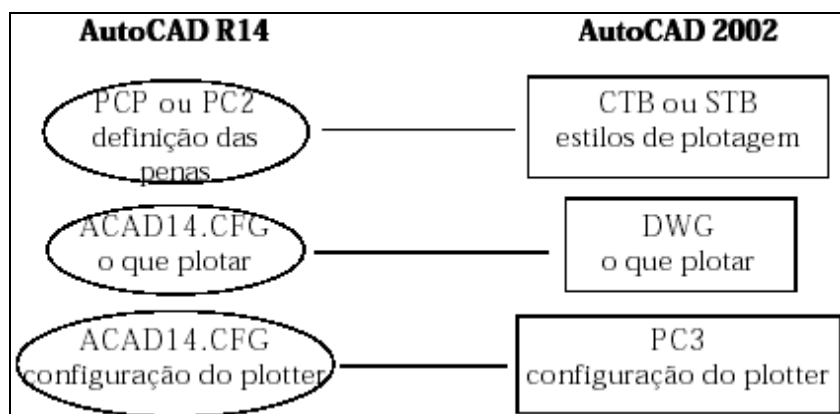 AutoCAD R14
AutoCAD 2002
PCP ou PC2
definição das
penas
CTB ou STB
estilos de plotagem
ACAD14.CFG
o que plotar
DWG
o que plotar
ACAD14.CFG
configuração do plotter
PC3
configuração do plotter